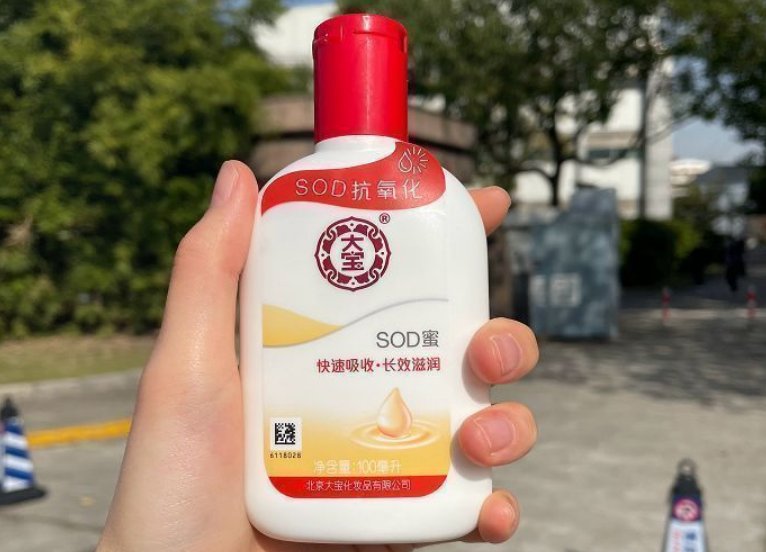 SOD抗氧化
®
大宝
SOD蜜
快速吸收·长效滋润
6118028
净含量:100毫升
北京大宝化妆品有限公司